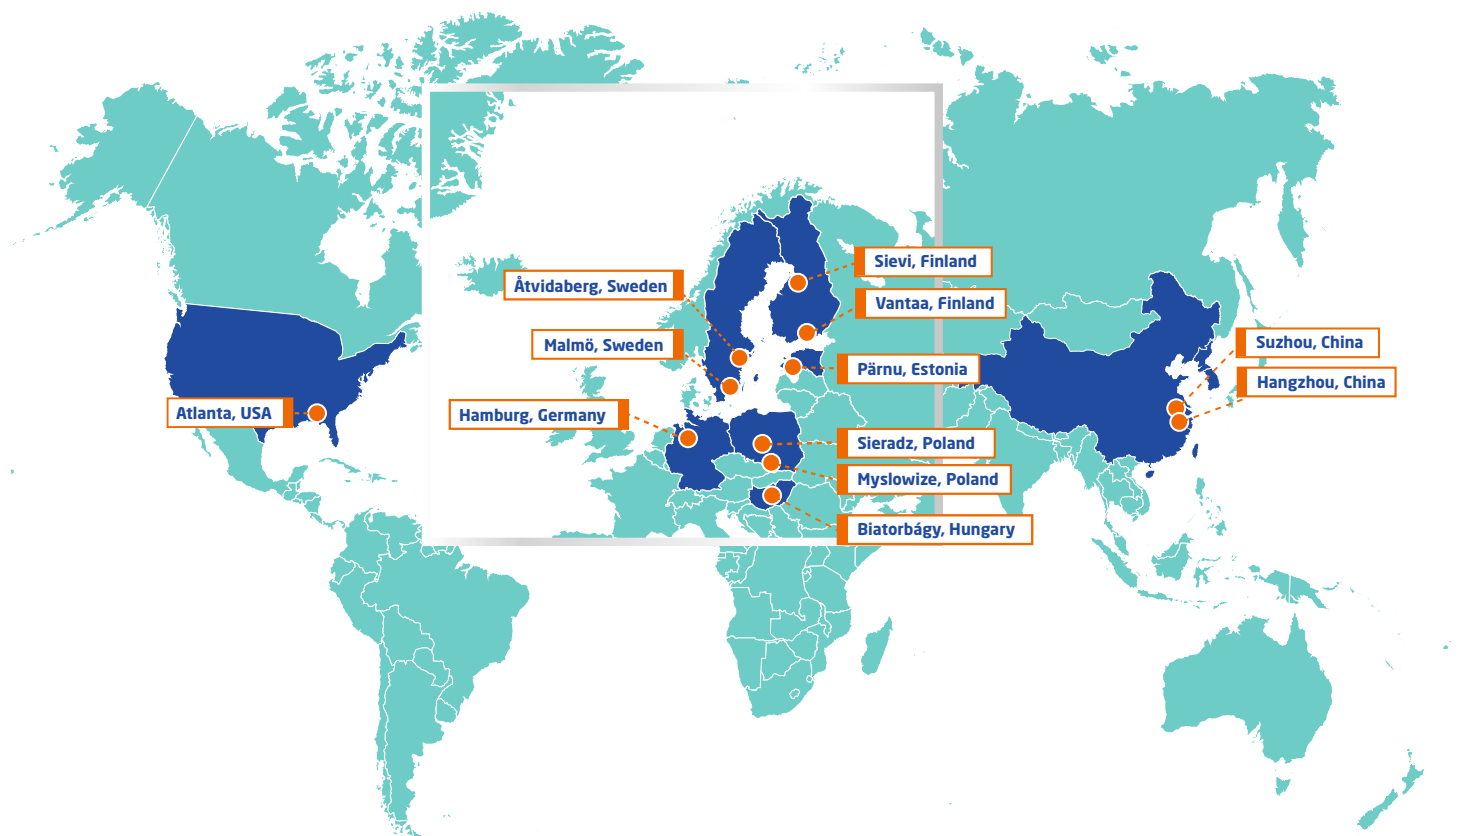 Sievi, Finland
Åtvidaberg, Sweden
Vantaa, Finland
Malmö, Sweden
Suzhou, China
Pärnu, Estonia
Hangzhou, China
Atlanta, USA
Hamburg, Germany
Sieradz, Poland
Myslowize, Poland
Biatorbágy, Hungary